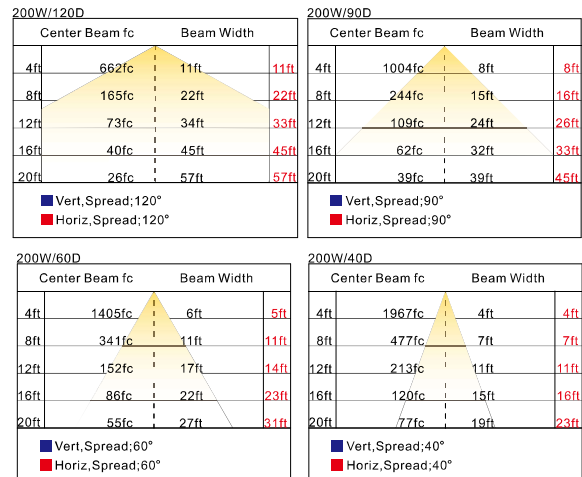 200W/120D
Center Beam fc Beam Width
4ft 662fc 11ft 11ft
8ft 165fc 22ft 22ft
12ft 73fc 34ft 33ft
16ft 40fc 45ft 45ft
20ft 26fc 57ft 57ft
Vert,Spread;120°
Horiz,Spread;120°
200W/90D
Center Beam fc Beam Width
4ft 1004fc 8ft 8ft
8ft 244fc 15ft 16ft
12ft 109fc 24ft 26ft
16ft 62fc 32ft 33ft
20ft 39fc 39ft 45ft
Vert,Spread;90°
Horiz,Spread;90°
200W/60D
Center Beam fc Beam Width
4ft 1405fc 6ft 5ft
8ft 341fc 11ft 11ft
12ft 152fc 17ft 14ft
16ft 86fc 22ft 23ft
20ft 55fc 27ft 31ft
Vert,Spread;60°
Horiz,Spread;60°
200W/40D
Center Beam fc Beam Width
4ft 1967fc 4ft 4ft
8ft 477fc 7ft 7ft
12ft 213fc 11ft 11ft
16ft 120fc 15ft 16ft
20ft 77fc 19ft 23ft
Vert,Spread;40°
Horiz,Spread;40°